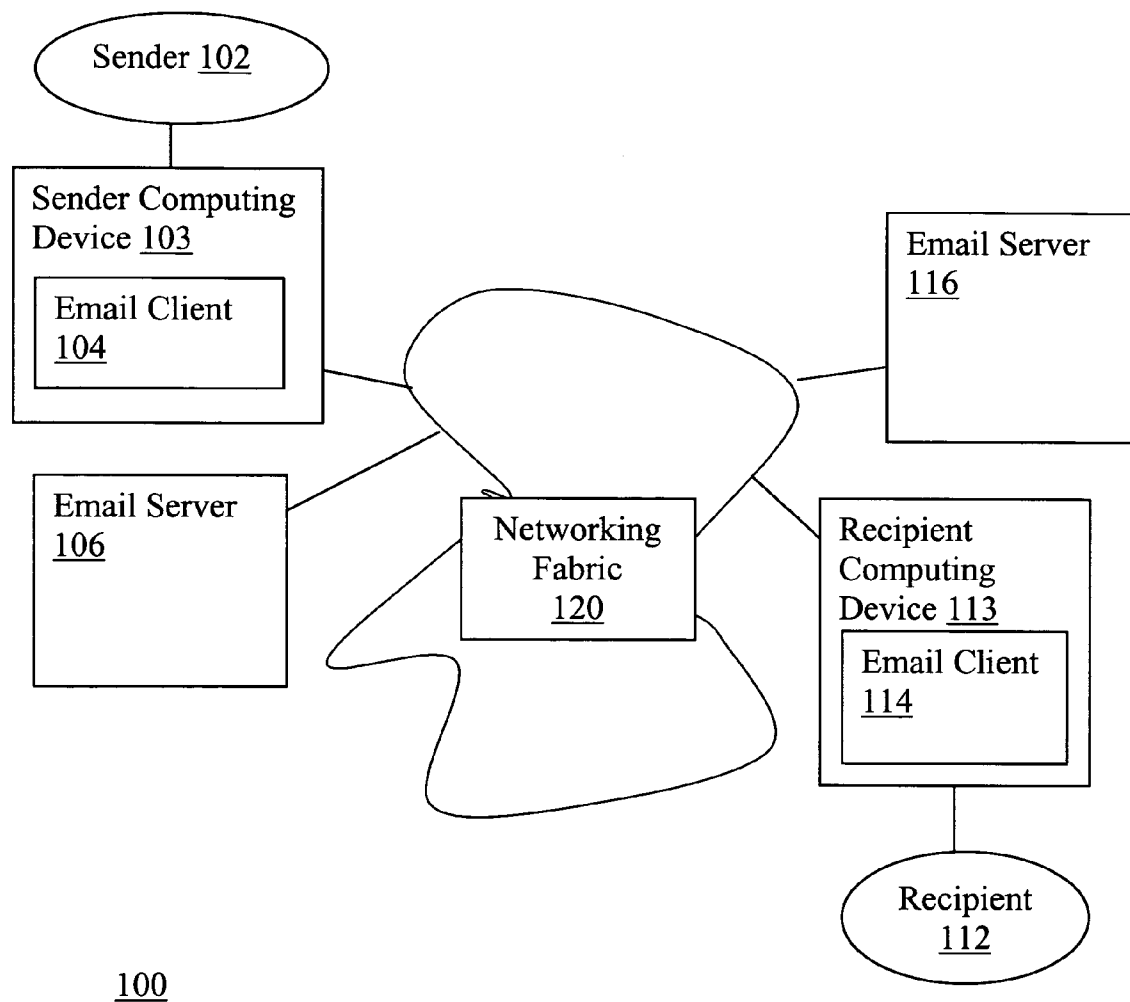 Sender 102
Sender Computing
Device 103
Email Client
104
Email Server
116
Email Server
106
Networking
Fabric
120
Recipient
Computing
Device 113
Email Client
114
Recipient
112
100